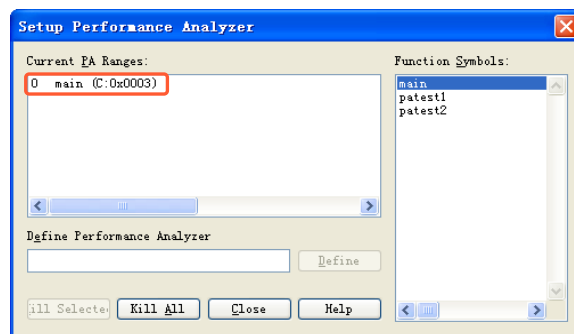 Setup Performance Analyzer
Current PA Ranges:
0 main (C:0x0003)
Function Symbols:
main
patest1
patest2
Define Performance Analyzer
Define
ill Selecte
Kill All
Close
Help